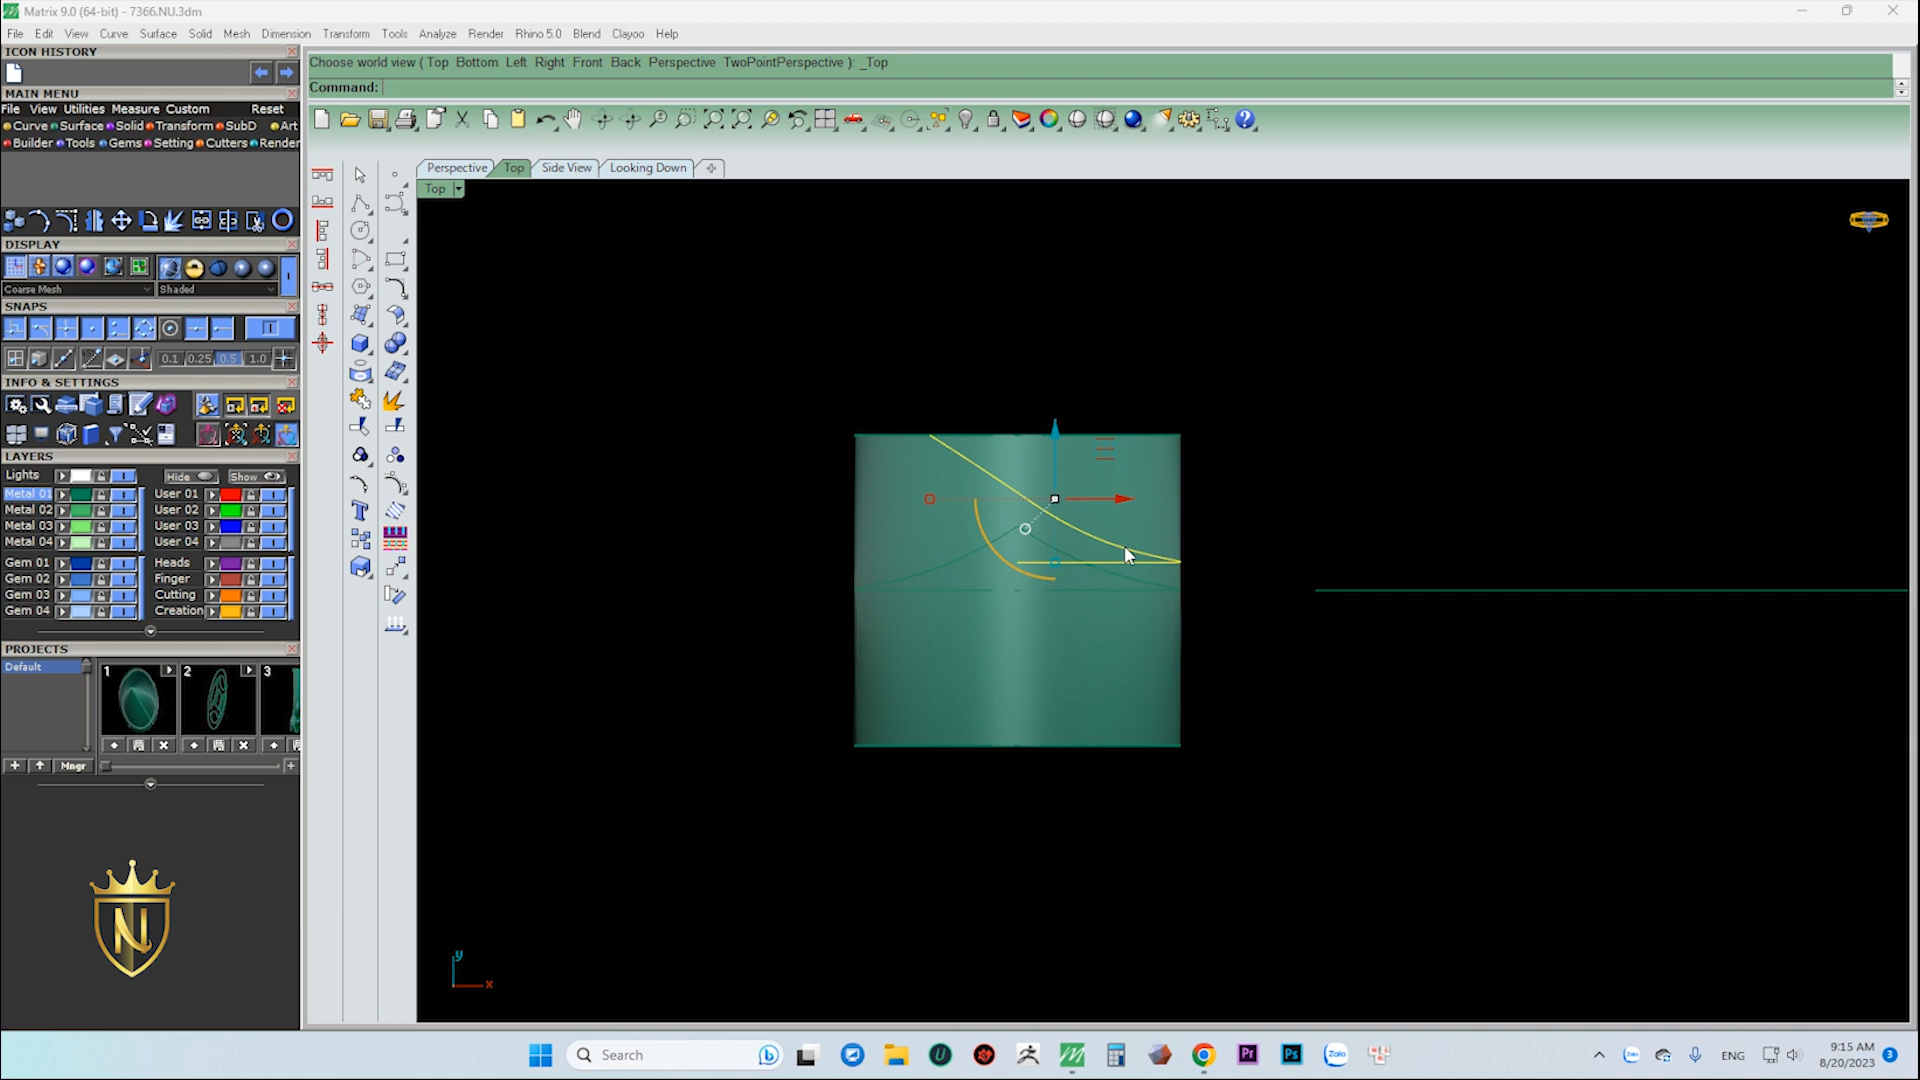 Matrix 9.0 (64-bit) - 7366.NU.3dm
File Edit View Curve Surface Solid Mesh Dimension Transform Tools Analyze Render Rhino 5.0 Blend Clayoo Help
ICON HISTORY
Choose world view ( Top Bottom Left Right Front Back Perspective TwoPointPerspective ): _Top
Command:
MAIN MENU
File View Utilities Measure Custom Reset
Curve Surface Solid Transform SubD Art
Builder Tools Gems Setting Cutters Render
Perspective Top Side View Looking Down
Top
DISPLAY
Coarse Mesh Shaded
SNAPS
0.1 0.25 0.5 1.0
INFO & SETTINGS
LAYERS
Lights Hide Show
Metal 01 User 01
Metal 02 User 02
Metal 03 User 03
Metal 04 User 04
Gem 01 Heads
Gem 02 Finger
Gem 03 Cutting
Gem 04 Creation
PROJECTS
Default 1 2 3
Mngr
N
y
x
Search
Pr
Ps
Zalo
ENG
9:15 AM
8/20/2023
3